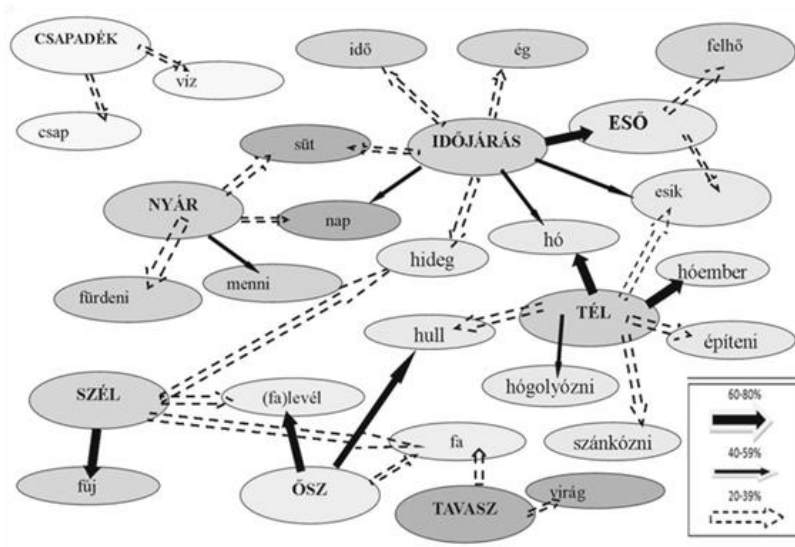 CSAPADÉK
idő
ég
felhő
víz
csap
süt
IDŐJÁRÁS
ESŐ
NYÁR
nap
esik
hó
hideg
fürdeni
menni
hóember
TÉL
hull
építeni
SZÉL
(fa)levél
hógolyózni
60-80%
40-59%
20-39%
fa
szánkózni
fúj
ŐSZ
TAVASZ
virág